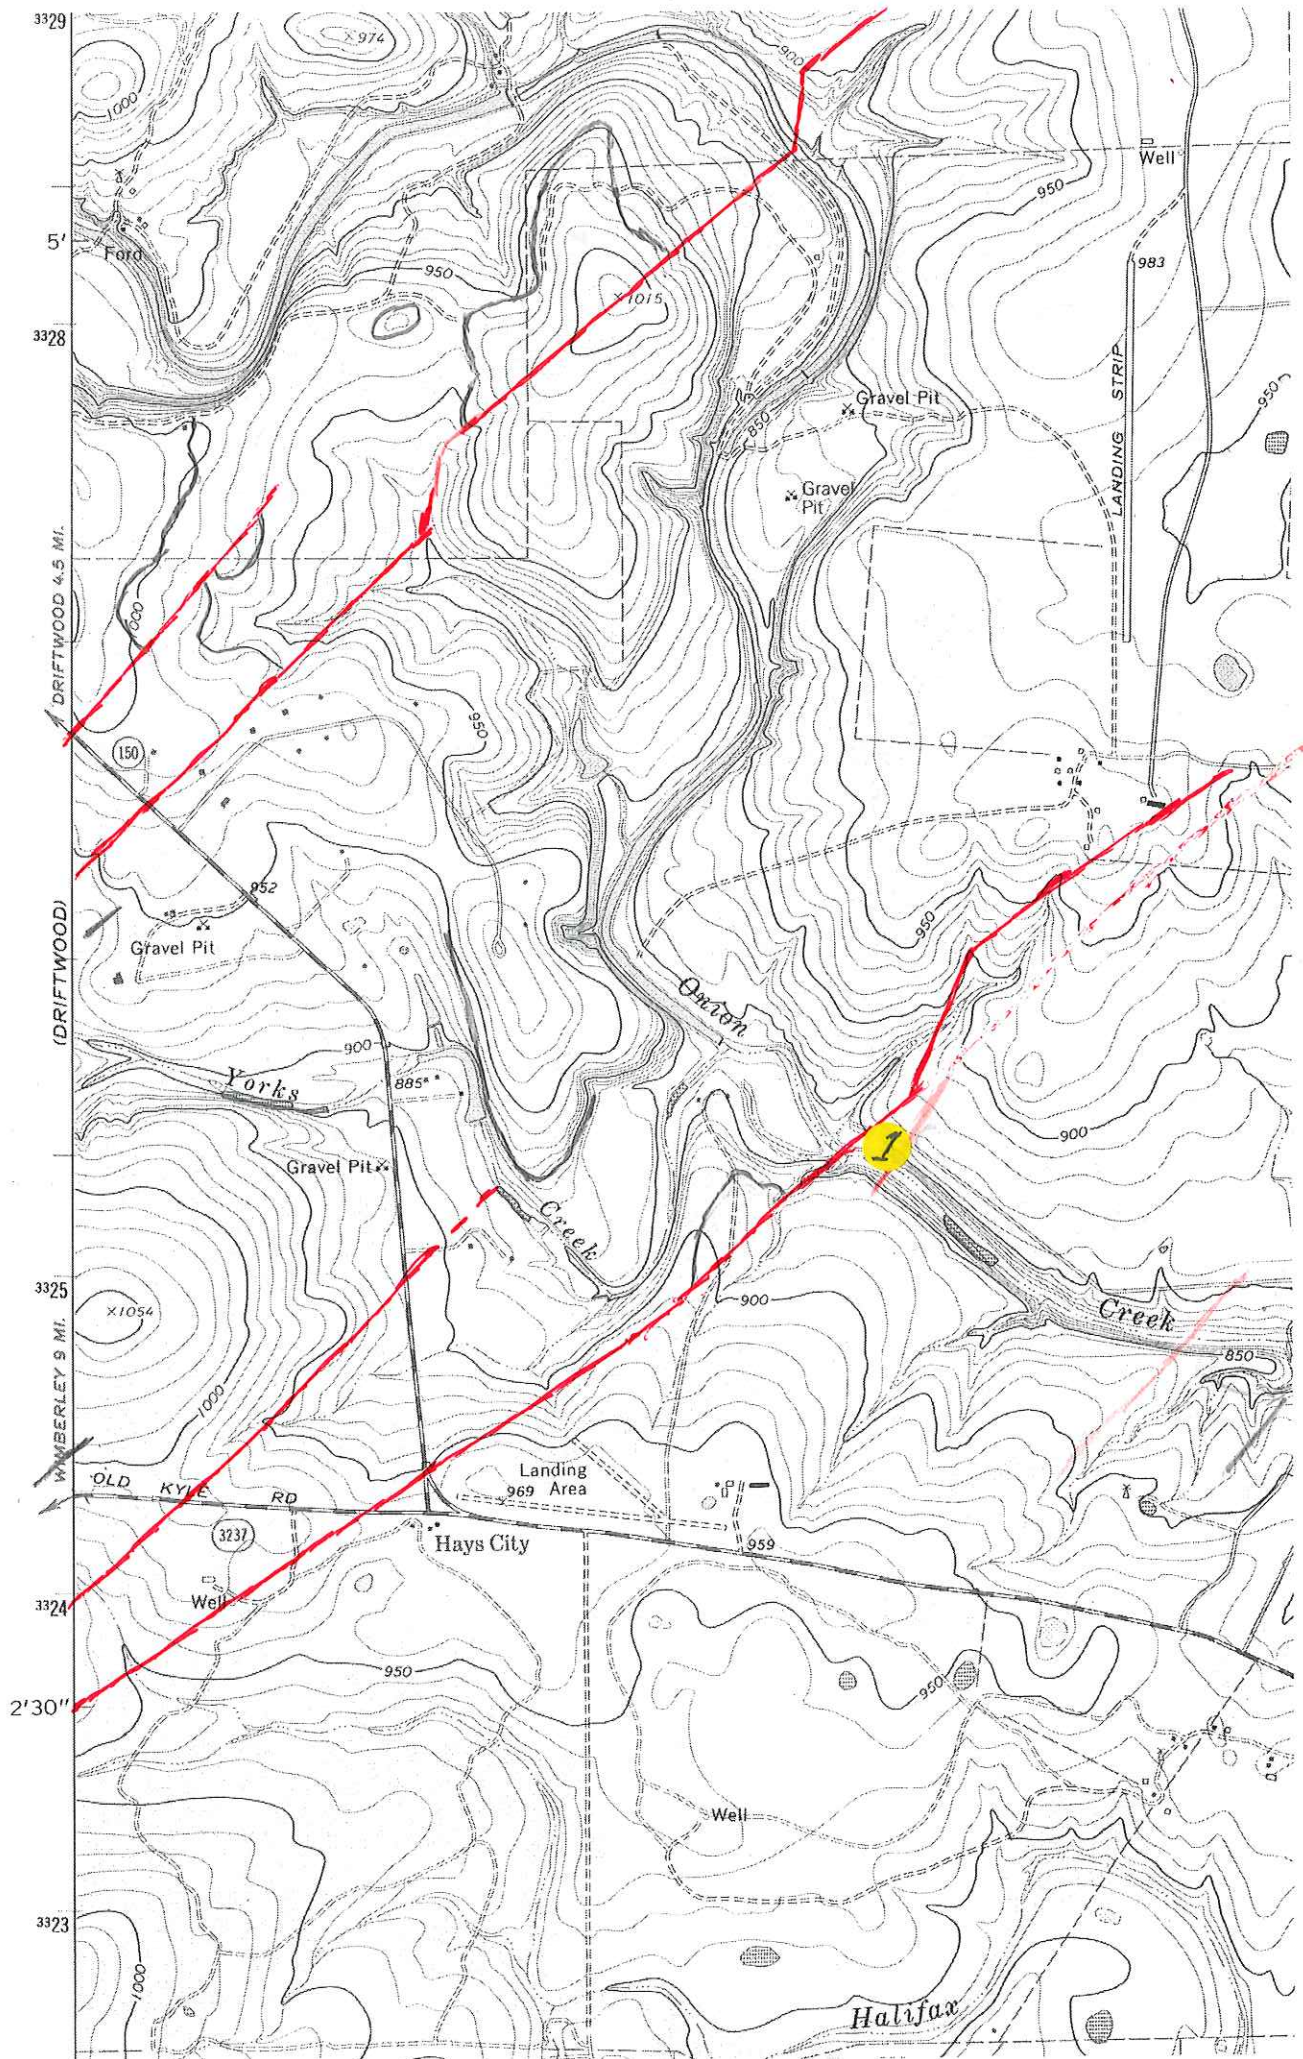 3329
974
900
1000
Well
950
5'
Ford
950
983
1015
3328
LANDING STRIP
Gravel Pit
850
950
Gravel
Pit
DRIFTWOOD 4.5 MI.
1000
950
150
952
950
Gravel Pit
(DRIFTWOOD)
Onion
900
Yorks
885
900
1
Gravel Pit
Creek
3325
1054
900
Creek
850
WIMBERLEY 9 MI.
1000
OLD KYLE RD
Landing
969 Area
3237
Hays City
959
3324
Well
950
950
2'30"
Well
3323
1000
Halifax